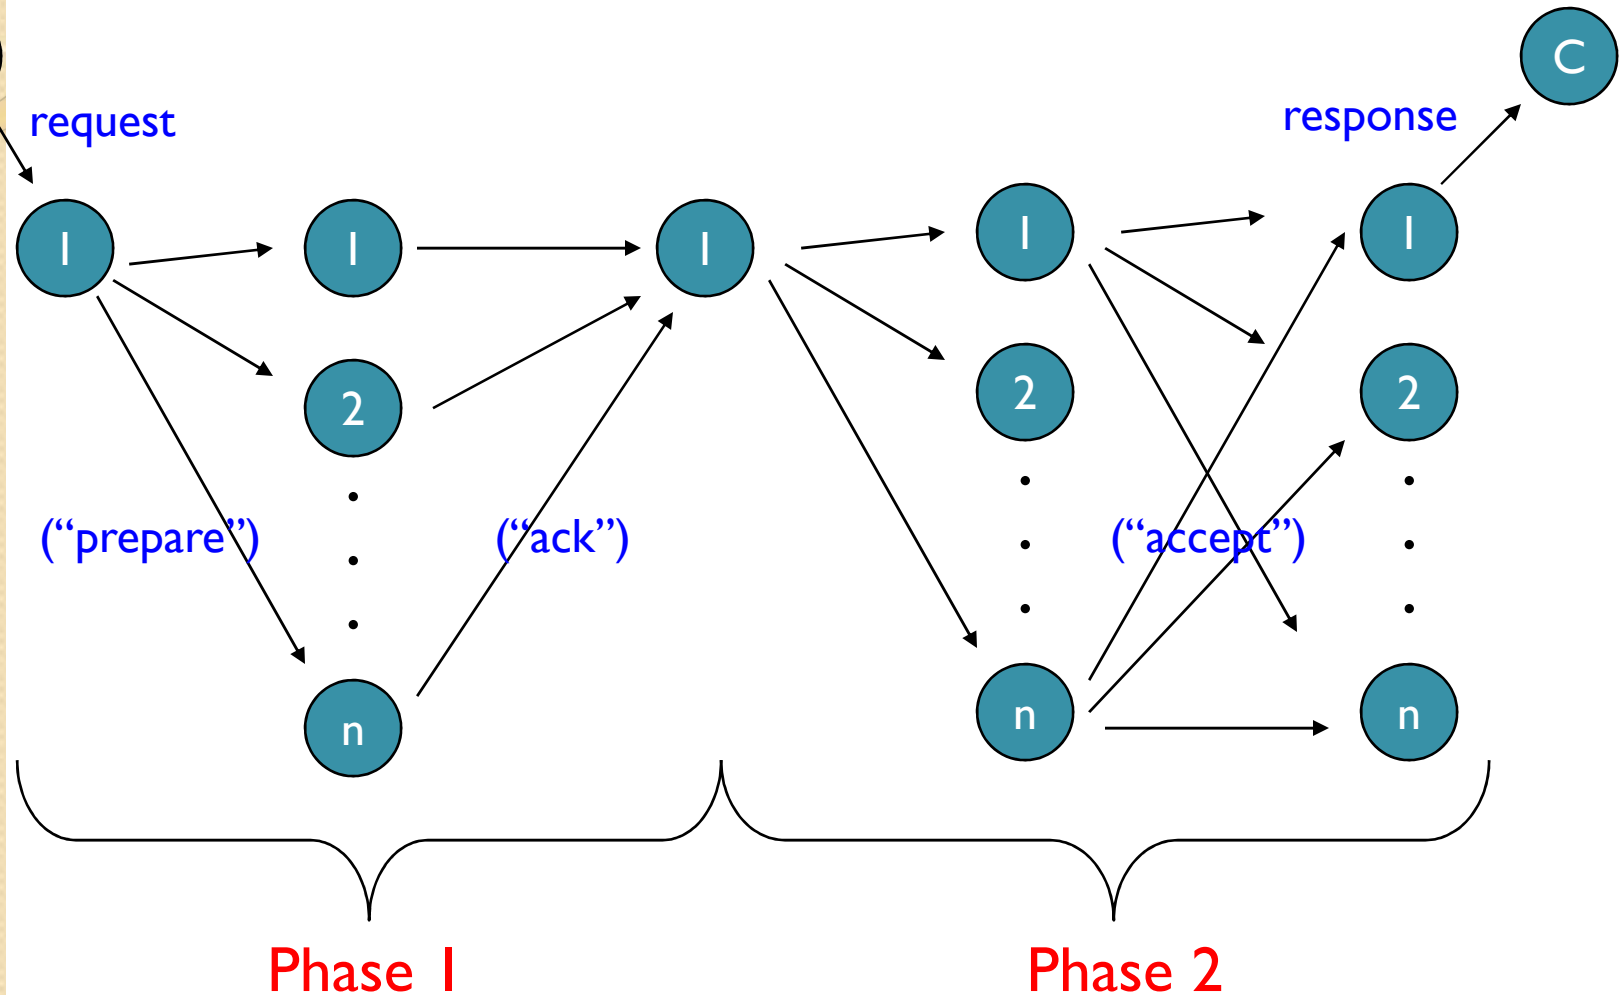 C
request
response
1
1
1
1
1
2
2
2
("prepare")
("ack")
("accept")
n
n
n
Phase 1
Phase 2